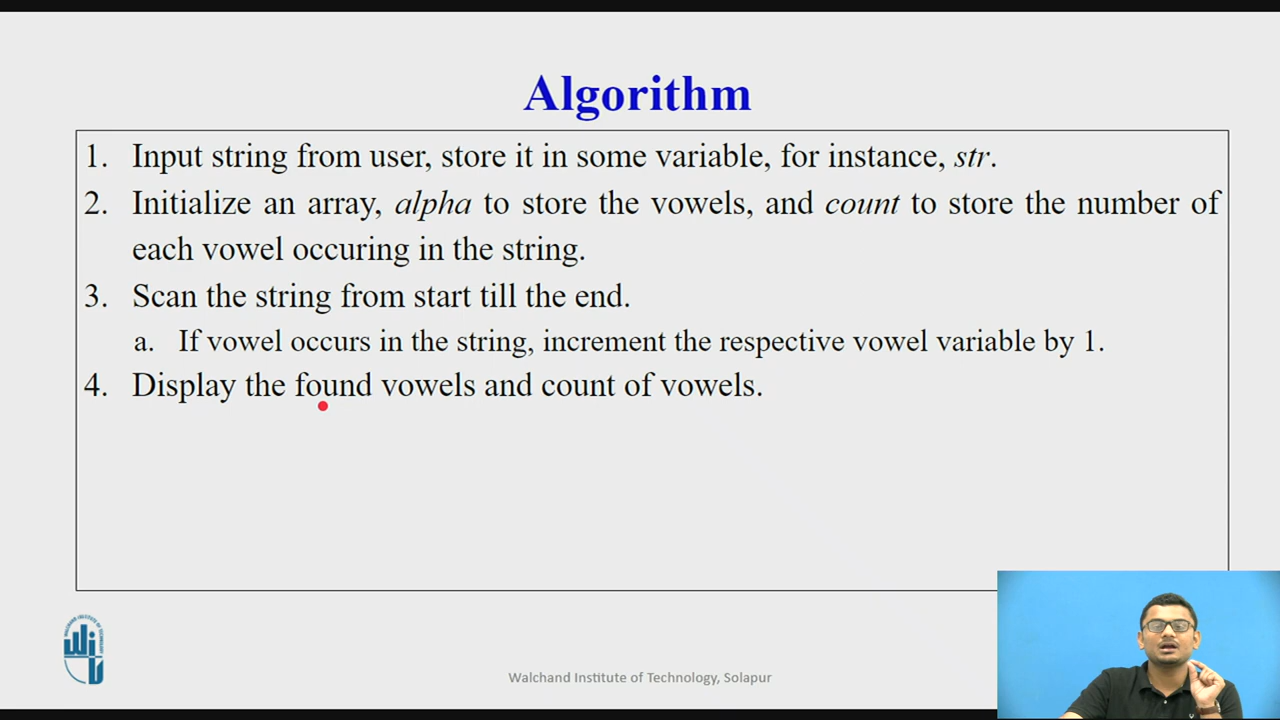 Algorithm
1. Input string from user, store it in some variable, for instance, str.
2. Initialize an array, alpha to store the vowels, and count to store the number of
each vowel occuring in the string.
3. Scan the string from start till the end.
a. If vowel occurs in the string, increment the respective vowel variable by 1.
4. Display the found vowels and count of vowels.
Walchand Institute of Technology, Solapur